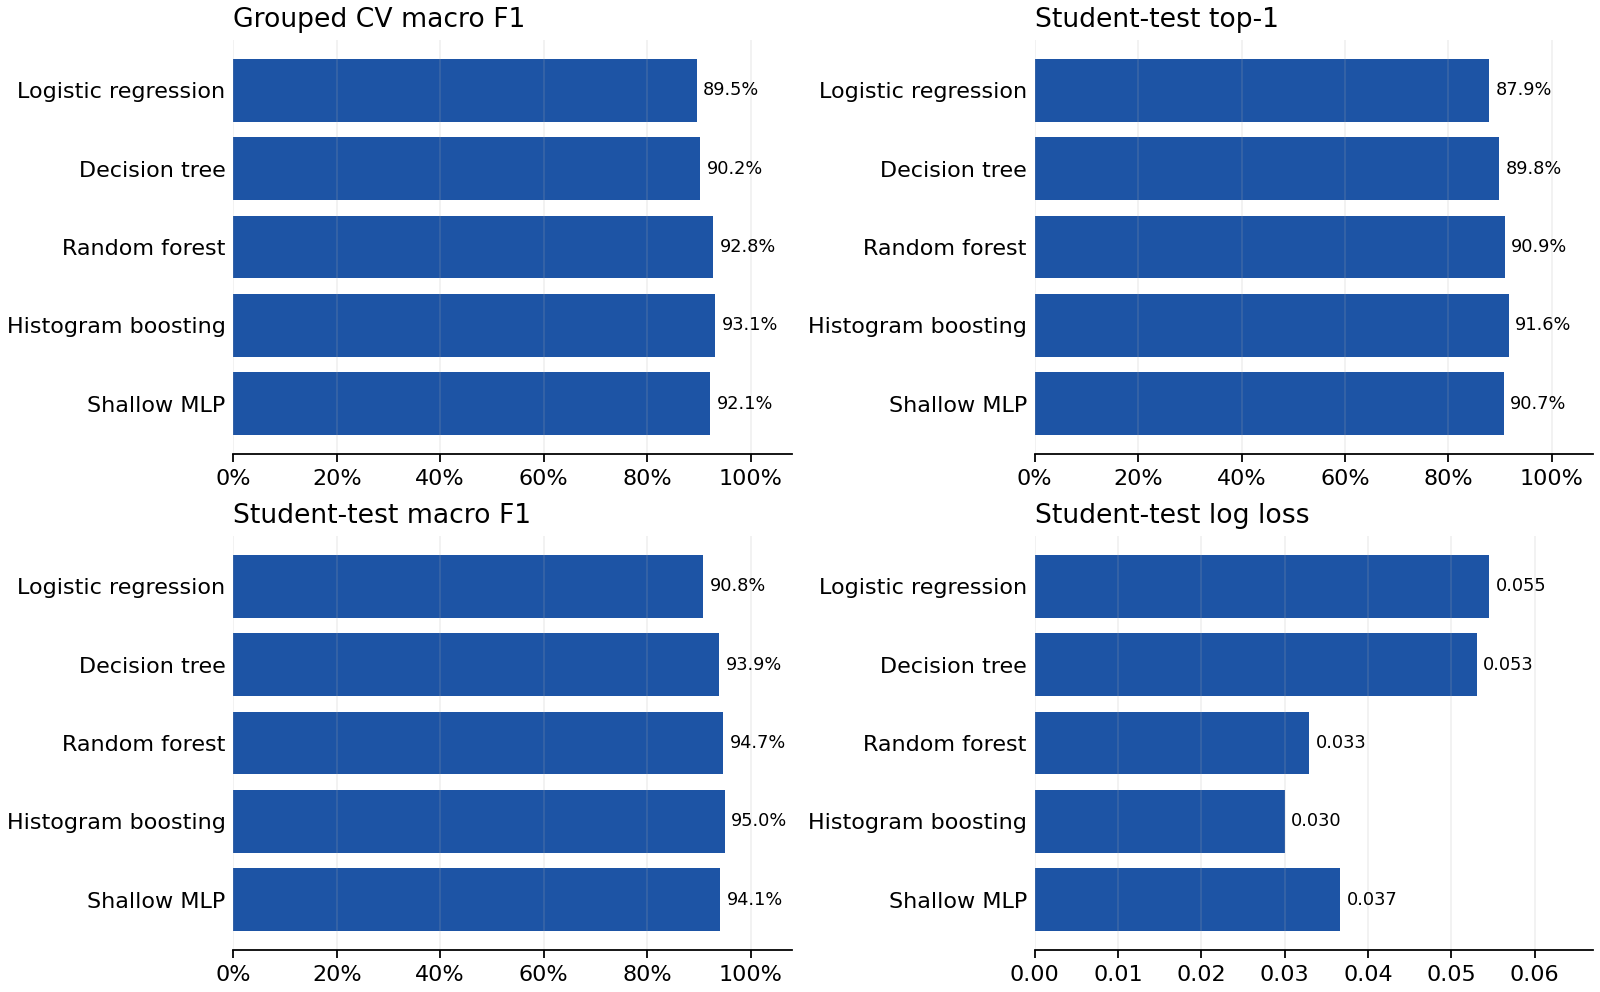 Grouped CV macro F1
Logistic regression 89.5%
Decision tree 90.2%
Random forest 92.8%
Histogram boosting 93.1%
Shallow MLP 92.1%
0% 20% 40% 60% 80% 100%
Student-test top-1
Logistic regression 87.9%
Decision tree 89.8%
Random forest 90.9%
Histogram boosting 91.6%
Shallow MLP 90.7%
0% 20% 40% 60% 80% 100%
Student-test macro F1
Logistic regression 90.8%
Decision tree 93.9%
Random forest 94.7%
Histogram boosting 95.0%
Shallow MLP 94.1%
0% 20% 40% 60% 80% 100%
Student-test log loss
Logistic regression 0.055
Decision tree 0.053
Random forest 0.033
Histogram boosting 0.030
Shallow MLP 0.037
0.00 0.01 0.02 0.03 0.04 0.05 0.06